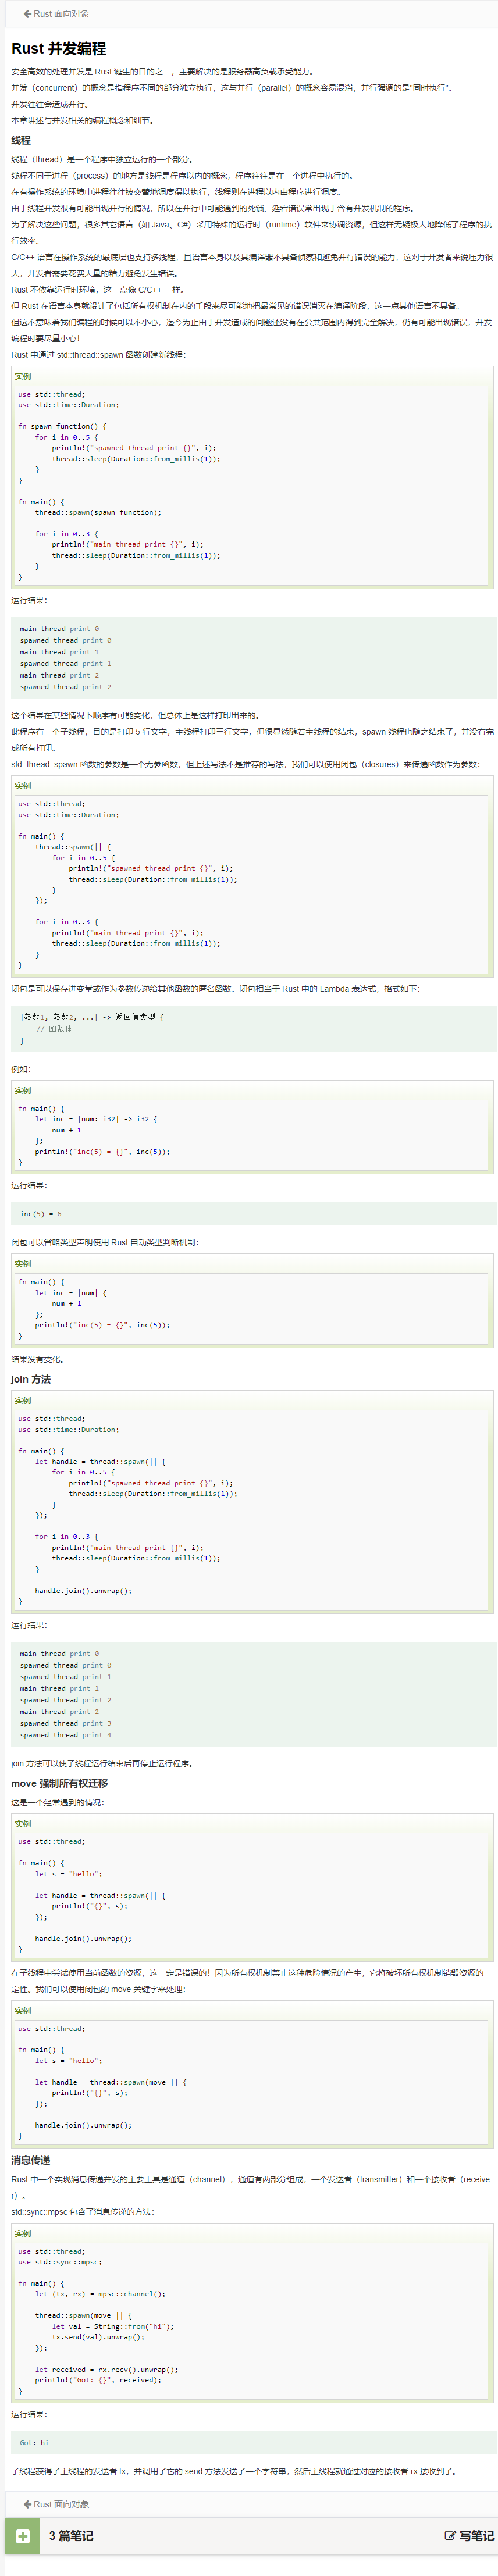 Rust 面向对象
Rust 并发编程
安全高效的处理并发是 Rust 诞生的目的之一，主要解决的是服务器高负载承受能力。
并发（concurrent）的概念是指程序不同的部分独立执行，这与并行（parallel）的概念容易混淆，并行强调的是"同时执行"。
并发往往会造成并行。
本章讲述与并发相关的编程概念和细节。
线程
线程（thread）是一个程序中独立运行的一个部分。
线程不同于进程（process）的地方是线程是程序以内的概念，程序往往是在一个进程中执行的。
在有操作系统的环境中进程往往被交替地调度得以执行，线程则在进程以内由程序进行调度。
由于线程并发很有可能出现并行的情况，所以在并行中可能遇到的死锁、延宕错误常出现于含有并发机制的程序。
为了解决这些问题，很多其它语言（如 Java、C#）采用特殊的运行时（runtime）软件来协调资源，但这样无疑极大地降低了程序的执
行效率。
C/C++ 语言在操作系统的最底层也支持多线程，且语言本身以及其编译器不具备侦察和避免并行错误的能力，这对于开发者来说压力很
大，开发者需要花费大量的精力避免发生错误。
Rust 不依靠运行时环境，这一点像 C/C++ 一样。
但 Rust 在语言本身就设计了包括所有权机制在内的手段来尽可能地把最常见的错误消灭在编译阶段，这一点其他语言不具备。
但这不意味着我们编程的时候可以不小心，迄今为止由于并发造成的问题还没有在公共范围内得到完全解决，仍有可能出现错误，并发
编程时要尽量小心！
Rust 中通过 std::thread::spawn 函数创建新线程：
实例
use std::thread;
use std::time::Duration;
fn spawn_function() {
for i in 0..5 {
println!("spawned thread print {}", i);
thread::sleep(Duration::from_millis(1));
}
}
fn main() {
thread::spawn(spawn_function);
for i in 0..3 {
println!("main thread print {}", i);
thread::sleep(Duration::from_millis(1));
}
}
运行结果：
main thread print 0
spawned thread print 0
main thread print 1
spawned thread print 1
main thread print 2
spawned thread print 2
这个结果在某些情况下顺序有可能变化，但总体上是这样打印出来的。
此程序有一个子线程，目的是打印 5 行文字，主线程打印三行文字，但很显然随着主线程的结束，spawn 线程也随之结束了，并没有完
成所有打印。
std::thread::spawn 函数的参数是一个无参函数，但上述写法不是推荐的写法，我们可以使用闭包（closures）来传递函数作为参数：
实例
use std::thread;
use std::time::Duration;
fn main() {
thread::spawn(|| {
for i in 0..5 {
println!("spawned thread print {}", i);
thread::sleep(Duration::from_millis(1));
}
});
for i in 0..3 {
println!("main thread print {}", i);
thread::sleep(Duration::from_millis(1));
}
}
闭包是可以保存进变量或作为参数传递给其他函数的匿名函数。闭包相当于 Rust 中的 Lambda 表达式，格式如下：
|参数1, 参数2, ...| -> 返回值类型 {
// 函数体
}
例如：
实例
fn main() {
let inc = |num: i32| -> i32 {
num + 1
};
println!("inc(5) = {}", inc(5));
}
运行结果：
inc(5) = 6
闭包可以省略类型声明使用 Rust 自动类型判断机制：
实例
fn main() {
let inc = |num| {
num + 1
};
println!("inc(5) = {}", inc(5));
}
结果没有变化。
join 方法
实例
use std::thread;
use std::time::Duration;
fn main() {
let handle = thread::spawn(|| {
for i in 0..5 {
println!("spawned thread print {}", i);
thread::sleep(Duration::from_millis(1));
}
});
for i in 0..3 {
println!("main thread print {}", i);
thread::sleep(Duration::from_millis(1));
}
handle.join().unwrap();
}
运行结果：
main thread print 0
spawned thread print 0
spawned thread print 1
main thread print 1
spawned thread print 2
main thread print 2
spawned thread print 3
spawned thread print 4
join 方法可以使子线程运行结束后再停止运行程序。
move 强制所有权迁移
这是一个经常遇到的情况：
实例
use std::thread;
fn main() {
let s = "hello";
let handle = thread::spawn(|| {
println!("{}", s);
});
handle.join().unwrap();
}
在子线程中尝试使用当前函数的资源，这一定是错误的！因为所有权机制禁止这种危险情况的产生，它将破坏所有权机制销毁资源的一
定性。我们可以使用闭包的 move 关键字来处理：
实例
use std::thread;
fn main() {
let s = "hello";
let handle = thread::spawn(move || {
println!("{}", s);
});
handle.join().unwrap();
}
消息传递
Rust 中一个实现消息传递并发的主要工具是通道（channel），通道有两部分组成，一个发送者（transmitter）和一个接收者（receive
r）。
std::sync::mpsc 包含了消息传递的方法：
实例
use std::thread;
use std::sync::mpsc;
fn main() {
let (tx, rx) = mpsc::channel();
thread::spawn(move || {
let val = String::from("hi");
tx.send(val).unwrap();
});
let received = rx.recv().unwrap();
println!("Got: {}", received);
}
运行结果：
Got: hi
子线程获得了主线程的发送者 tx，并调用了它的 send 方法发送了一个字符串，然后主线程就通过对应的接收者 rx 接收到了。
Rust 面向对象
3 篇笔记
写笔记